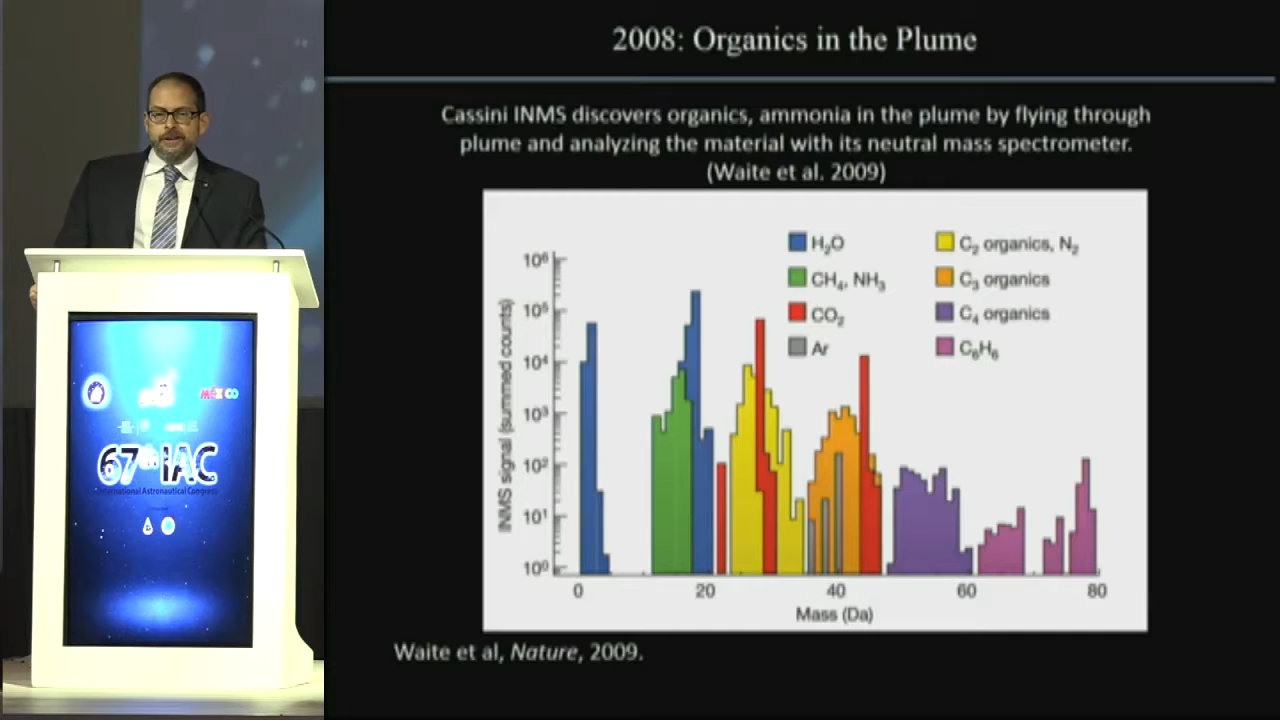 2008: Organics in the Plume
Cassini INMS discovers organics, ammonia in the plume by flying through
plume and analyzing the material with its neutral mass spectrometer.
(Waite et al. 2009)
H₂O
CH₄, NH₃
CO₂
Ar
C₂ organics, N₂
C₃ organics
C₄ organics
C₆H₆
INMS signal (summed counts)
10⁶
10⁵
10⁴
10³
10²
10¹
10⁰
0 20 40 60 80
Mass (Da)
Waite et al, Nature, 2009.
MÉXICO
67th IAC
International Astronautical Congress